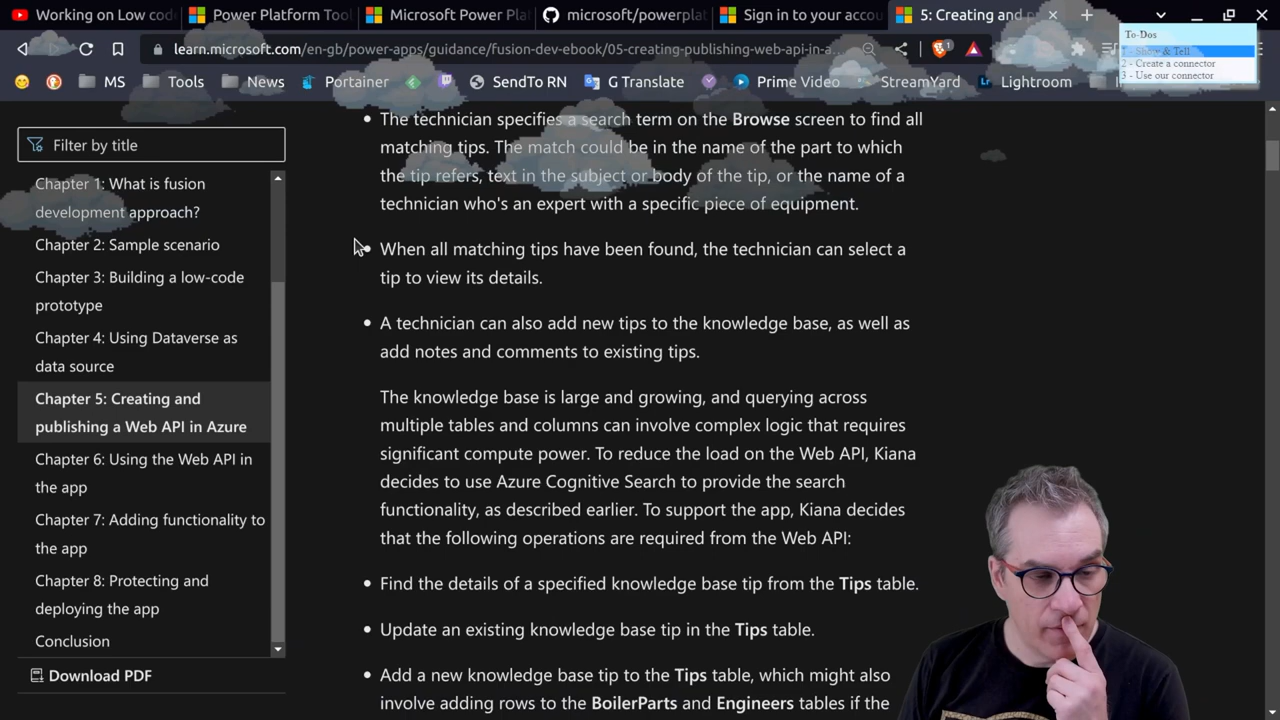 Working on Low cod
Power Platform Tool
Microsoft Power Pla
microsoft/powerplat
Sign in to your accou
5: Creating and p
learn.microsoft.com/en-gb/power-apps/guidance/fusion-dev-ebook/05-creating-publishing-web-api-in-a...
To-Dos
1 - Show & Tell
2 - Create a connector
3 - Use our connector
MS
Tools
News
Portainer
SendTo RN
G Translate
Prime Video
StreamYard
Lightroom
Filter by title
Chapter 1: What is fusion
development approach?
Chapter 2: Sample scenario
Chapter 3: Building a low-code
prototype
Chapter 4: Using Dataverse as
data source
Chapter 5: Creating and
publishing a Web API in Azure
Chapter 6: Using the Web API in
the app
Chapter 7: Adding functionality to
the app
Chapter 8: Protecting and
deploying the app
Conclusion
Download PDF
The technician specifies a search term on the Browse screen to find all
matching tips. The match could be in the name of the part to which
the tip refers, text in the subject or body of the tip, or the name of a
technician who's an expert with a specific piece of equipment.
When all matching tips have been found, the technician can select a
tip to view its details.
A technician can also add new tips to the knowledge base, as well as
add notes and comments to existing tips.
The knowledge base is large and growing, and querying across
multiple tables and columns can involve complex logic that requires
significant compute power. To reduce the load on the Web API, Kiana
decides to use Azure Cognitive Search to provide the search
functionality, as described earlier. To support the app, Kiana decides
that the following operations are required from the Web API:
Find the details of a specified knowledge base tip from the Tips table.
Update an existing knowledge base tip in the Tips table.
Add a new knowledge base tip to the Tips table, which might also
involve adding rows to the BoilerParts and Engineers tables if the